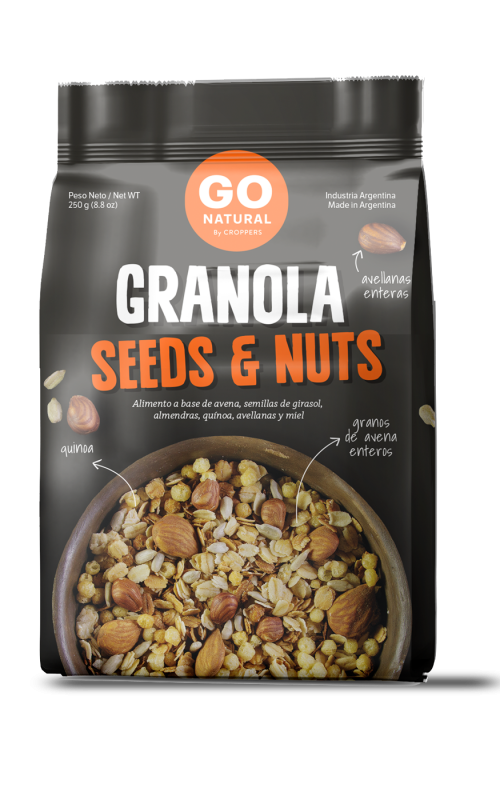 GO
NATURAL
By CROPPERS
Peso Neto / Net WT
250 g (8.8 oz)
Industria Argentina
Made in Argentina
avellanas
enteras
GRANOLA
SEEDS & NUTS
Alimento a base de avena, semillas de girasol,
almendras, quínoa, avellanas y miel
quinoa
granos
de avena
enteros